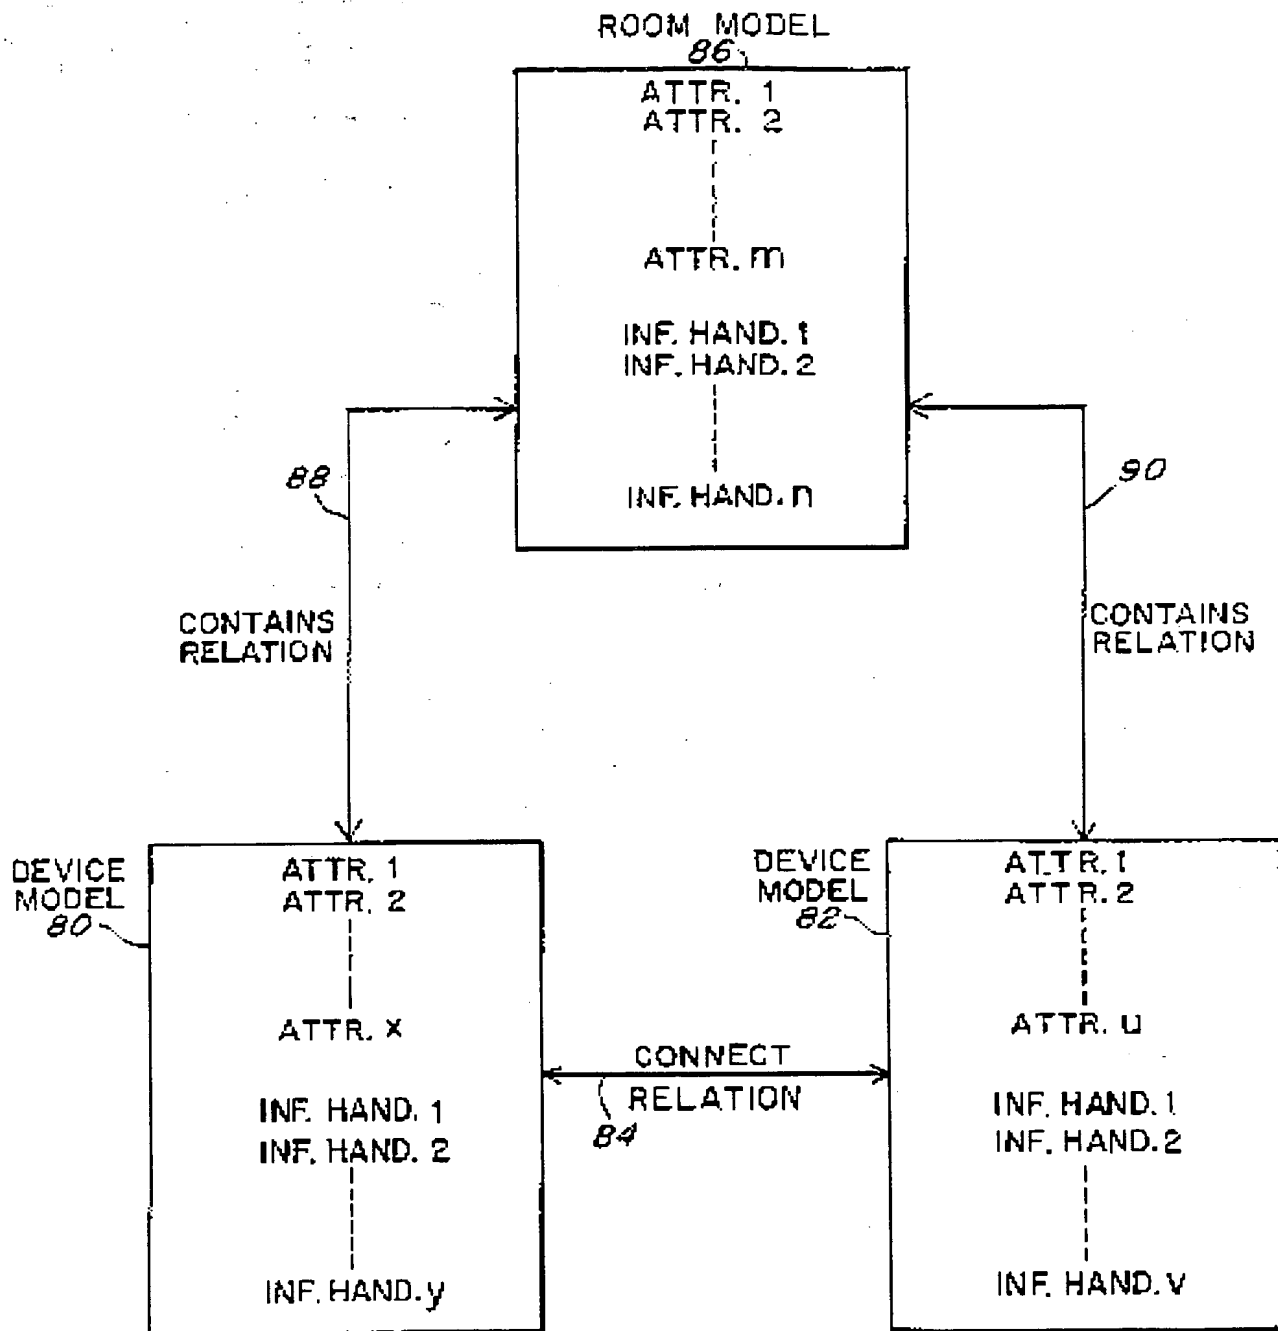 ROOM MODEL
86
ATTR. 1
ATTR. 2
ATTR. m
INF. HAND. 1
INF. HAND. 2
INF. HAND. n
88
90
CONTAINS
RELATION
CONTAINS
RELATION
DEVICE
MODEL
80
ATTR. 1
ATTR. 2
ATTR. x
INF. HAND. 1
INF. HAND. 2
INF. HAND. y
CONNECT
RELATION
84
DEVICE
MODEL
82
ATTR. 1
ATTR. 2
ATTR. u
INF. HAND. 1
INF. HAND. 2
INF. HAND. v